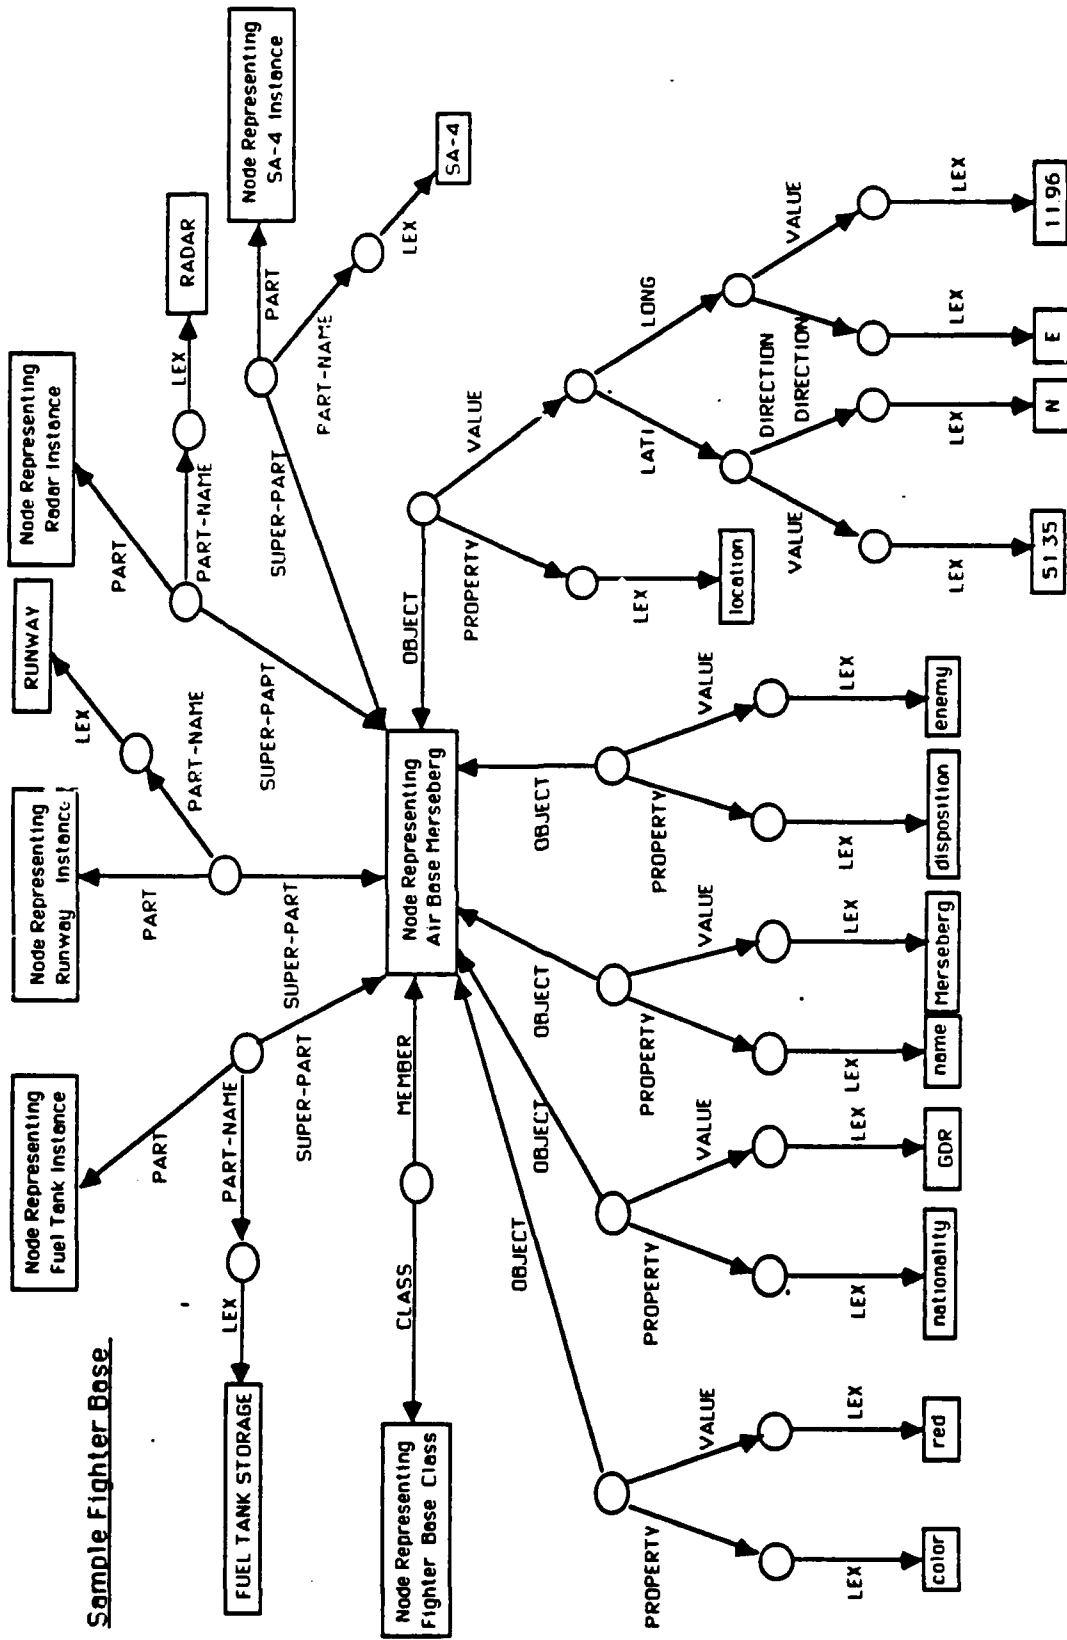 Sample Fighter Base
Node Representing
Fuel Tank Instance
Node Representing
Runway Instance
RUNWAY
Node Representing
Radar Instance
PART
PART
LEX
PART
PART-NAME
LEX
RADAR
PART-NAME
LEX
PART-NAME
FUEL TANK STORAGE
SUPER-PART
SUPER-PART
SUPER-PAPT
SUPER-PART
PART
Node Representing
SA-4 Instance
PART-NAME
LEX
SA-4
Node Representing
Fighter Base Class
CLASS
MEMBER
Node Representing
Air Base Merseberg
OBJECT
PROPERTY
VALUE
LEX
location
LATI
LONG
VALUE
DIRECTION
DIRECTION
VALUE
LEX
LEX
LEX
LEX
51.35
N
E
11.96
OBJECT
OBJECT
OBJECT
OBJECT
PROPERTY
VALUE
PROPERTY
VALUE
PROPERTY
VALUE
PROPERTY
VALUE
LEX
LEX
LEX
LEX
LEX
LEX
LEX
LEX
color
red
nationality
GDR
name
Merseberg
disposition
enemy